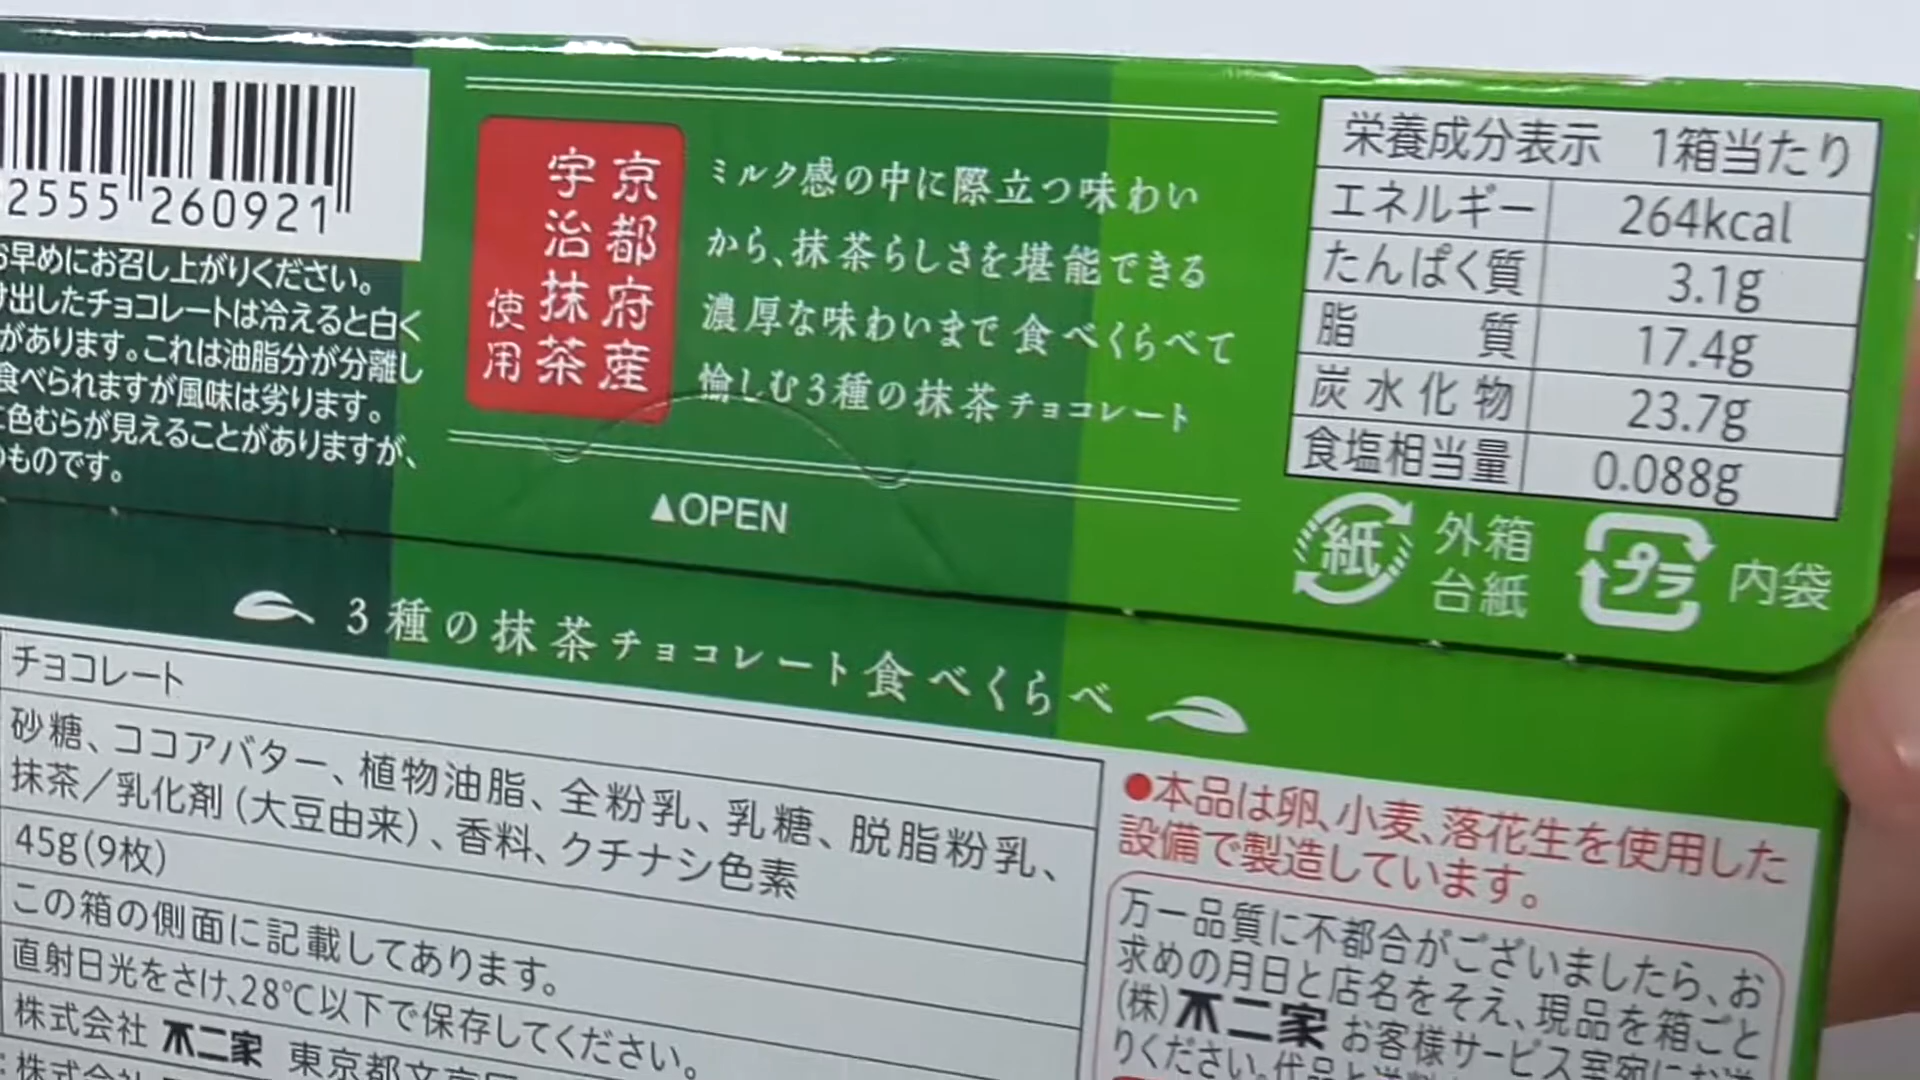 2555 260921
お早めにお召し上がりください。
け出したチョコレートは冷えると白く
があります。これは油脂分が分離し
食べられますが風味は劣ります。
に色むらが見えることがありますが、
のものです。
京都府産
宇治抹茶
使用
ミルク感の中に際立つ味わい
から、抹茶らしさを堪能できる
濃厚な味わいまで食べくらべて
愉しむ3種の抹茶チョコレート
▲OPEN
栄養成分表示 1箱当たり
エネルギー 264kcal
たんぱく質 3.1g
脂質 17.4g
炭水化物 23.7g
食塩相当量 0.088g
紙 外箱
台紙
プラ 内袋
3種の抹茶チョコレート食べくらべ
チョコレート
砂糖、ココアバター、植物油脂、全粉乳、乳糖、脱脂粉乳、
抹茶／乳化剤(大豆由来)、香料、クチナシ色素
45g(9枚)
この箱の側面に記載してあります。
直射日光をさけ、28℃以下で保存してください。
株式会社 不二家 東京都文京区
:株式会社
●本品は卵、小麦、落花生を使用した
設備で製造しています。
万一品質に不都合がございましたら、お
求めの月日と店名をそえ、現品を箱ごと
(株)不二家 お客様サービス室宛にお送
りください。代品と送料